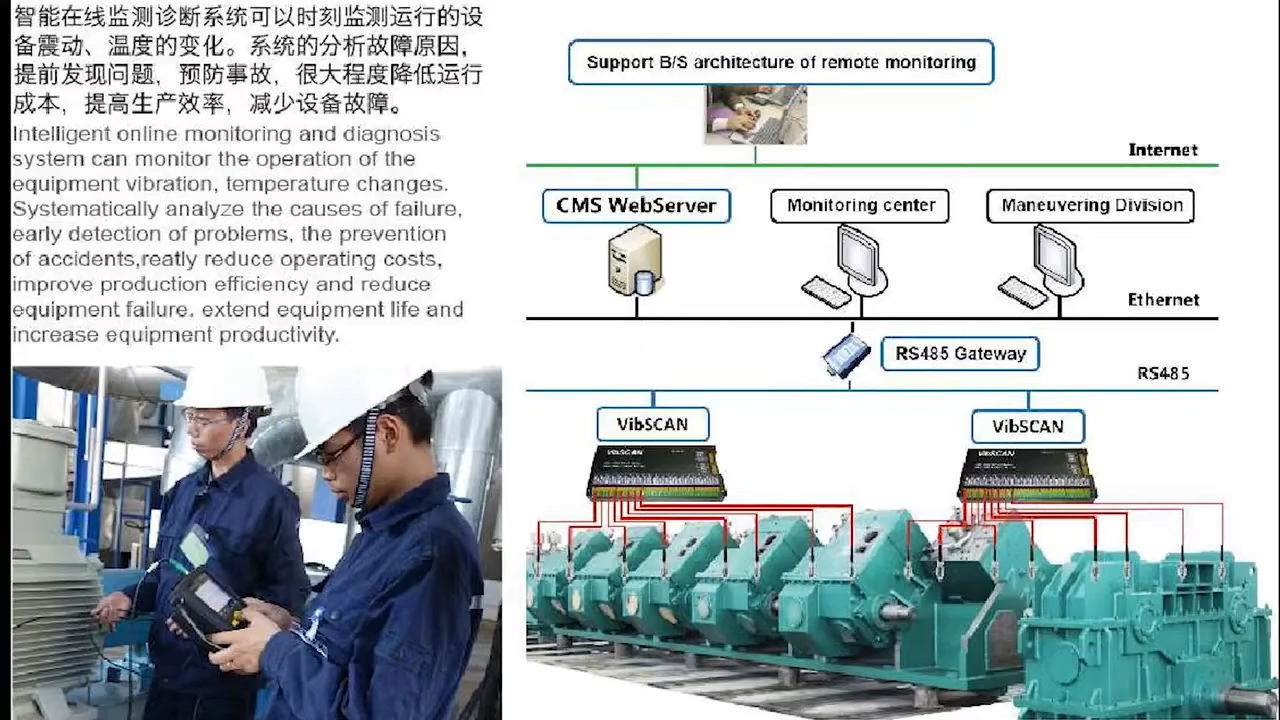 智能在线监测诊断系统可以时刻监测运行的设
备震动、温度的变化。系统的分析故障原因，
提前发现问题，预防事故，很大程度降低运行
成本，提高生产效率，减少设备故障。
Intelligent online monitoring and diagnosis
system can monitor the operation of the
equipment vibration, temperature changes.
Systematically analyze the causes of failure,
early detection of problems, the prevention
of accidents,reatly reduce operating costs,
improve production efficiency and reduce
equipment failure. extend equipment life and
increase equipment productivity.
Support B/S architecture of remote monitoring
Internet
CMS WebServer
Monitoring center
Maneuvering Division
Ethernet
RS485 Gateway
RS485
VibSCAN
VibSCAN
VibSCAN
VibSCAN